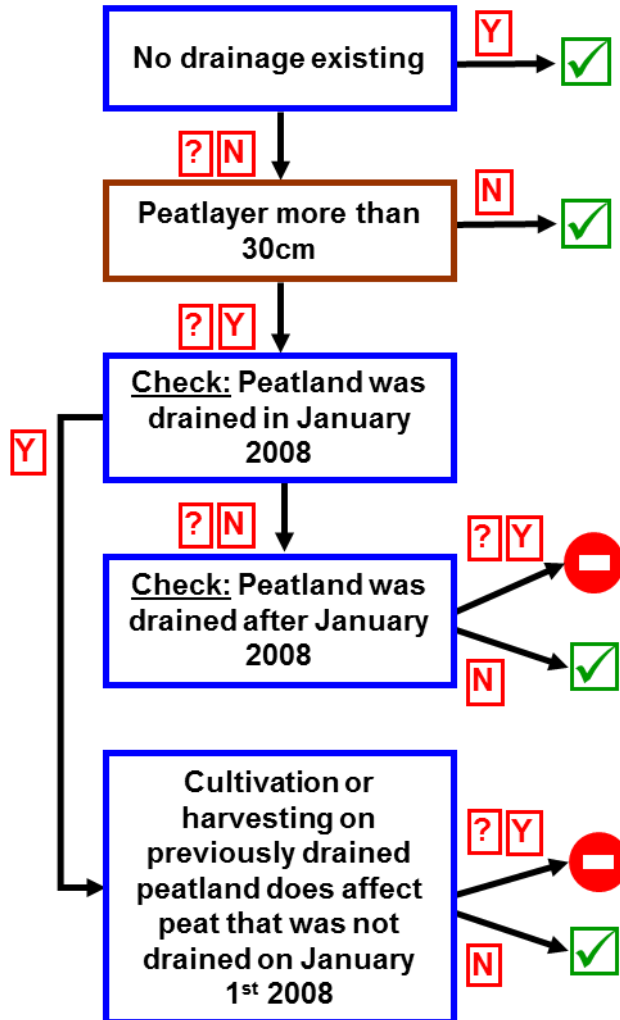 No drainage existing
Y
? N
Peatlayer more than
30cm
N
? Y
Check: Peatland was
drained in January
2008
Y
? N
Check: Peatland was
drained after January
2008
? Y
N
Cultivation or
harvesting on
previously drained
peatland does affect
peat that was not
drained on January
1st 2008
? Y
N